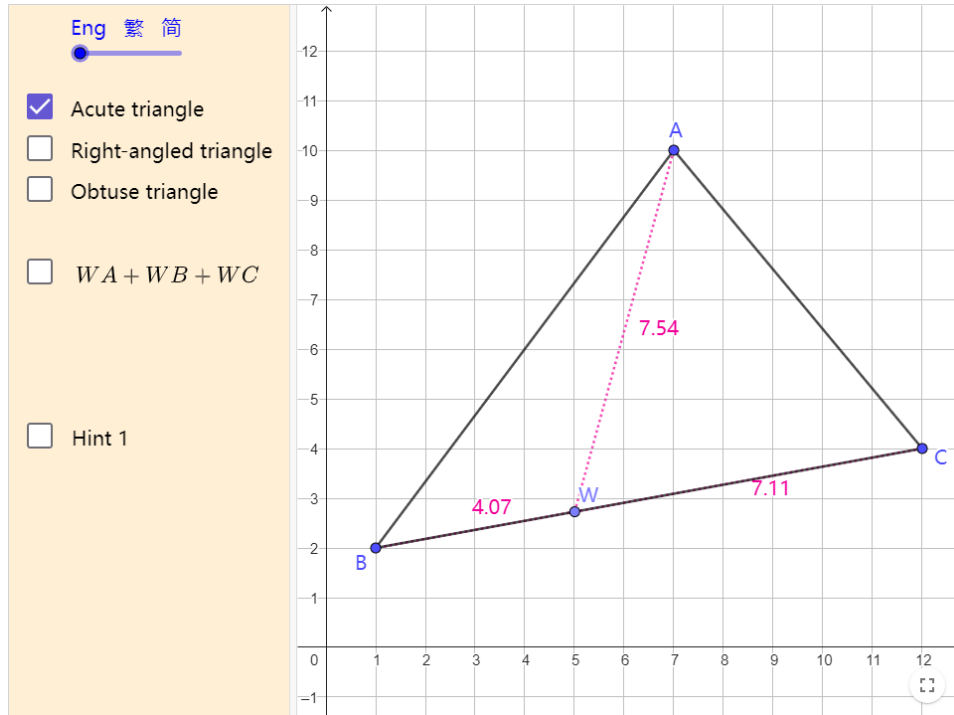 Eng 繁 简
Acute triangle
Right-angled triangle
Obtuse triangle
WA + WB + WC
Hint 1
12
11
10
9
8
7
6
5
4
3
2
1
0
–1
1 2 3 4 5 6 7 8 9 10 11 12
A
7.54
C
W
7.11
4.07
B